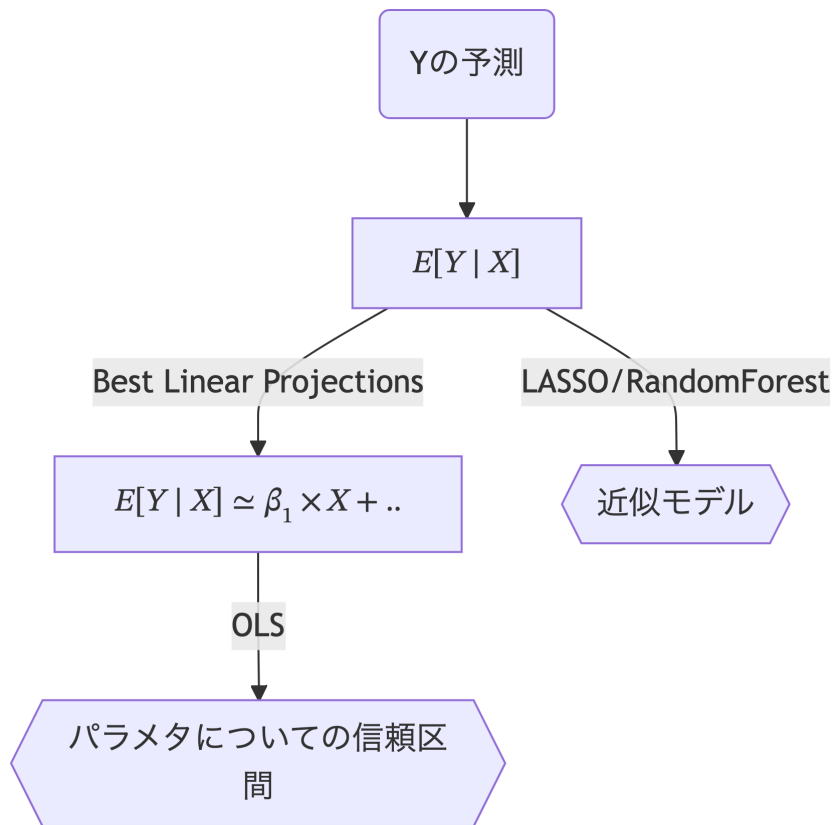 Yの予測
E[Y | X]
Best Linear Projections
LASSO/RandomForest
E[Y | X] ≃ β₁ × X + ..
近似モデル
OLS
パラメタについての信頼区
間